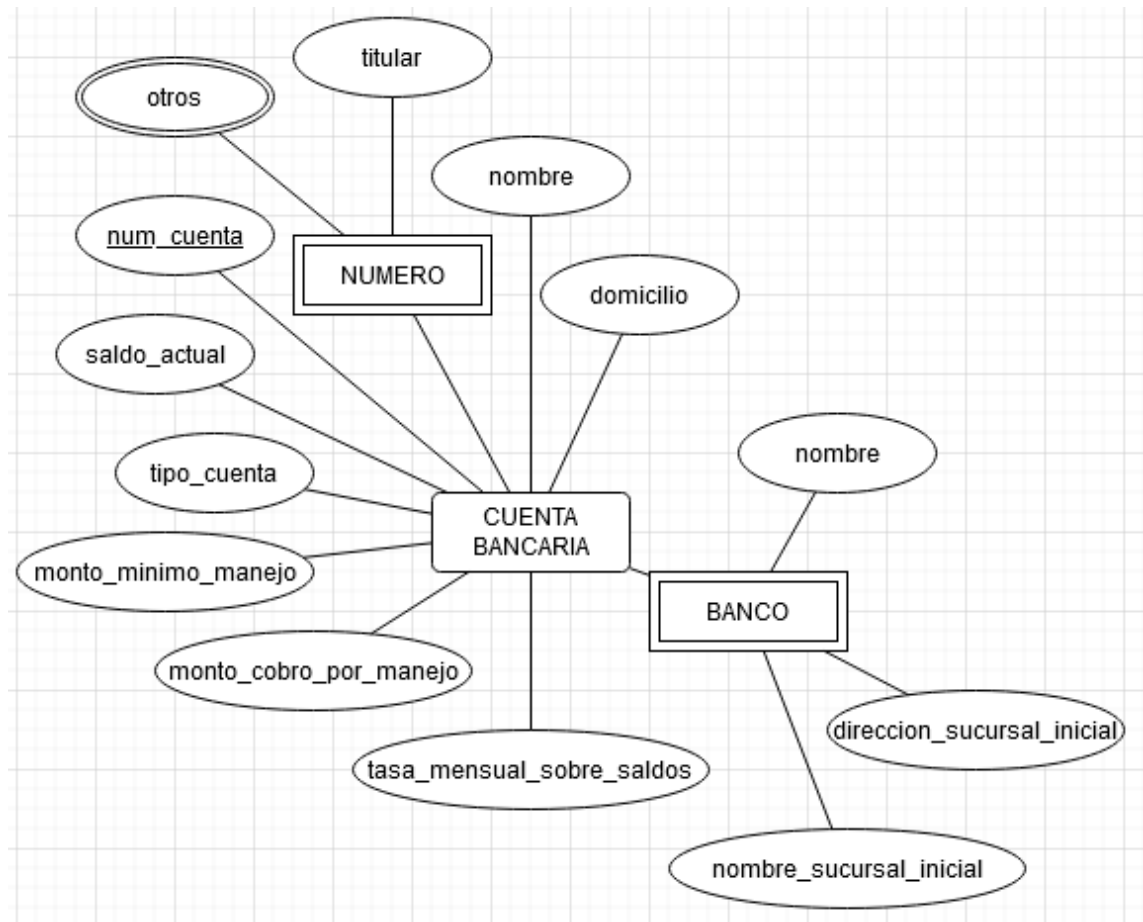 titular
otros
nombre
num_cuenta
NUMERO
domicilio
saldo_actual
nombre
tipo_cuenta
CUENTA
BANCARIA
monto_minimo_manejo
BANCO
monto_cobro_por_manejo
direccion_sucursal_inicial
tasa_mensual_sobre_saldos
nombre_sucursal_inicial